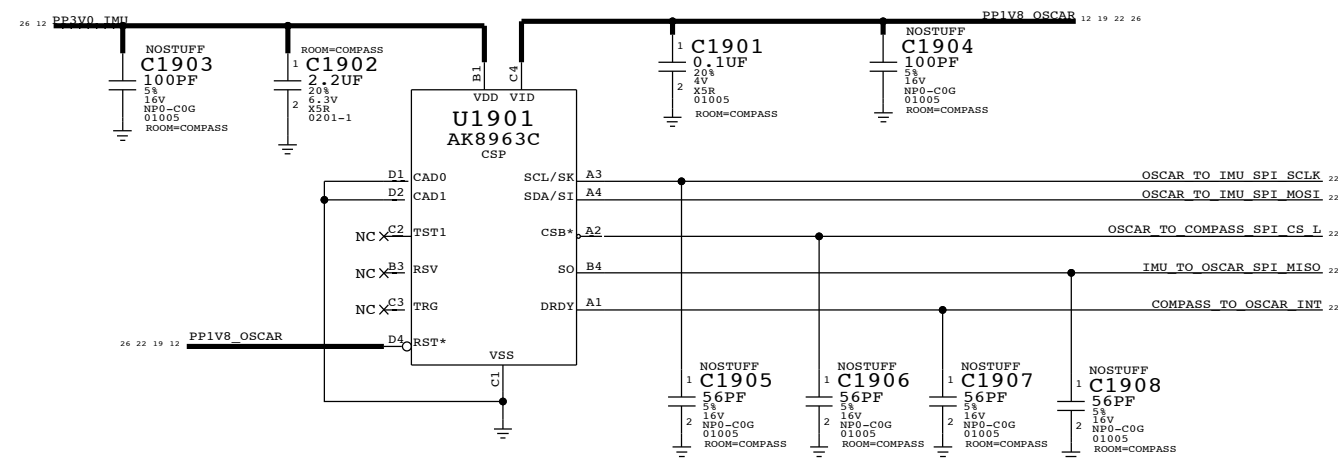 26 12 PP3V0_IMU
PP1V8_OSCAR 12 19 22 26
NOSTUFF
C1903
100PF
5%
16V
NP0-C0G
01005
ROOM=COMPASS
ROOM=COMPASS
1 C1902
2.2UF
20%
2 6.3V
X5R
0201-1
B1
C4
1 C1901
0.1UF
20%
4V
2 X5R
01005
ROOM=COMPASS
NOSTUFF
C1904
100PF
5%
16V
NP0-C0G
01005
ROOM=COMPASS
VDD VID
U1901
AK8963C
CSP
D1 CAD0
D2 CAD1
NC C2 TST1
NC B3 RSV
NC C3 TRG
26 22 19 12 PP1V8_OSCAR D4 RST*
VSS
C1
SCL/SK A3 OSCAR_TO_IMU_SPI_SCLK 22
SDA/SI A4 OSCAR_TO_IMU_SPI_MOSI 22
CSB* A2 OSCAR_TO_COMPASS_SPI_CS_L 22
SO B4 IMU_TO_OSCAR_SPI_MISO 22
DRDY A1 COMPASS_TO_OSCAR_INT 22
NOSTUFF
1 C1905
56PF
5%
16V
2 NP0-C0G
01005
ROOM=COMPASS
NOSTUFF
1 C1906
56PF
5%
16V
2 NP0-C0G
01005
ROOM=COMPASS
NOSTUFF
1 C1907
56PF
5%
16V
2 NP0-C0G
01005
ROOM=COMPASS
NOSTUFF
1 C1908
56PF
5%
16V
2 NP0-C0G
01005
ROOM=COMPASS